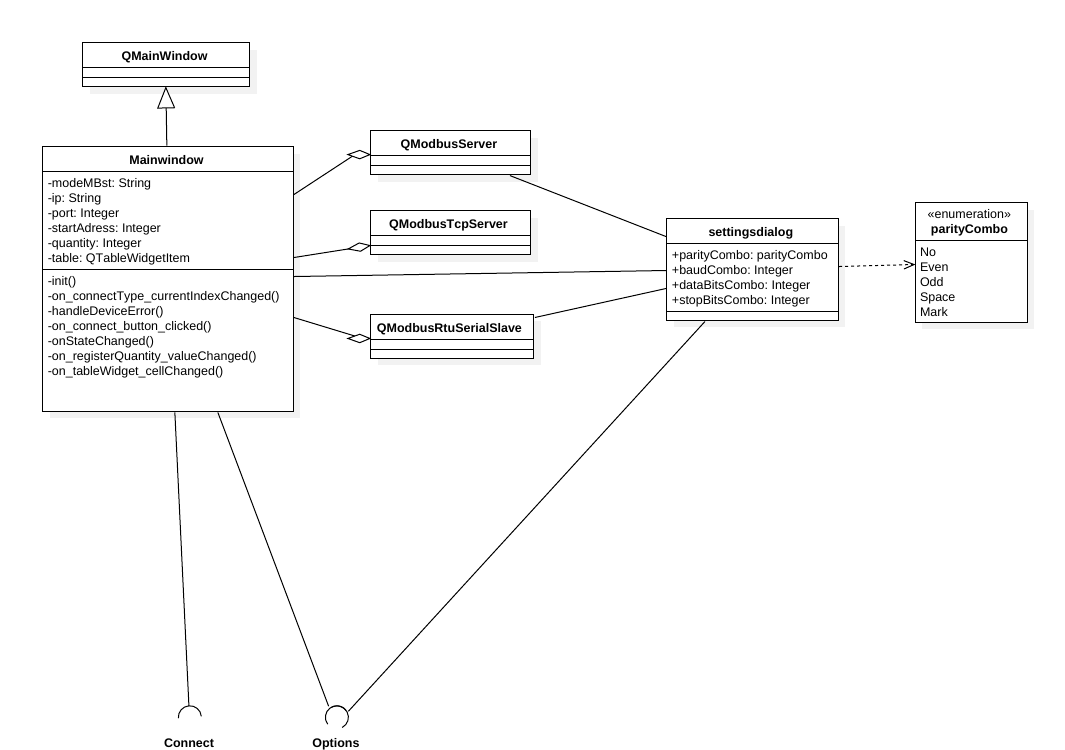 QMainWindow
Mainwindow
-modeMBst: String
-ip: String
-port: Integer
-startAdress: Integer
-quantity: Integer
-table: QTableWidgetItem
-init()
-on_connectType_currentIndexChanged()
-handleDeviceError()
-on_connect_button_clicked()
-onStateChanged()
-on_registerQuantity_valueChanged()
-on_tableWidget_cellChanged()
QModbusServer
QModbusTcpServer
QModbusRtuSerialSlave
settingsdialog
+parityCombo: parityCombo
+baudCombo: Integer
+dataBitsCombo: Integer
+stopBitsCombo: Integer
«enumeration»
parityCombo
No
Even
Odd
Space
Mark
Connect
Options